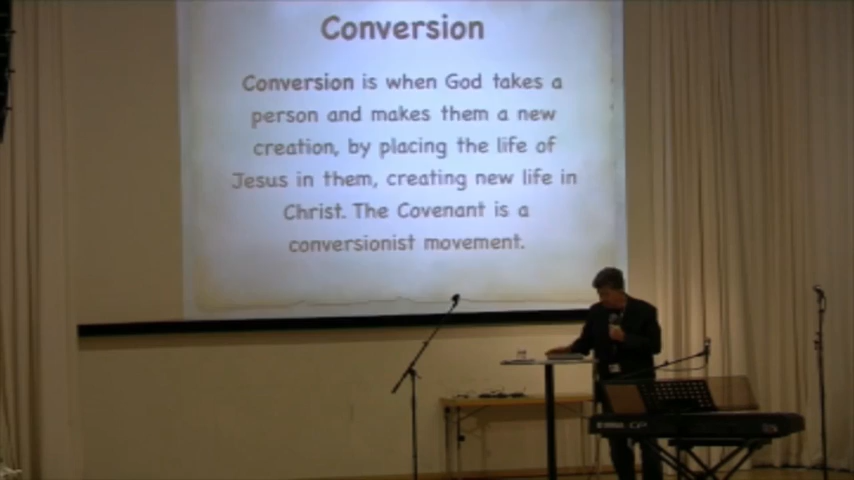 Conversion
Conversion is when God takes a
person and makes them a new
creation, by placing the life of
Jesus in them, creating new life in
Christ. The Covenant is a
conversionist movement.